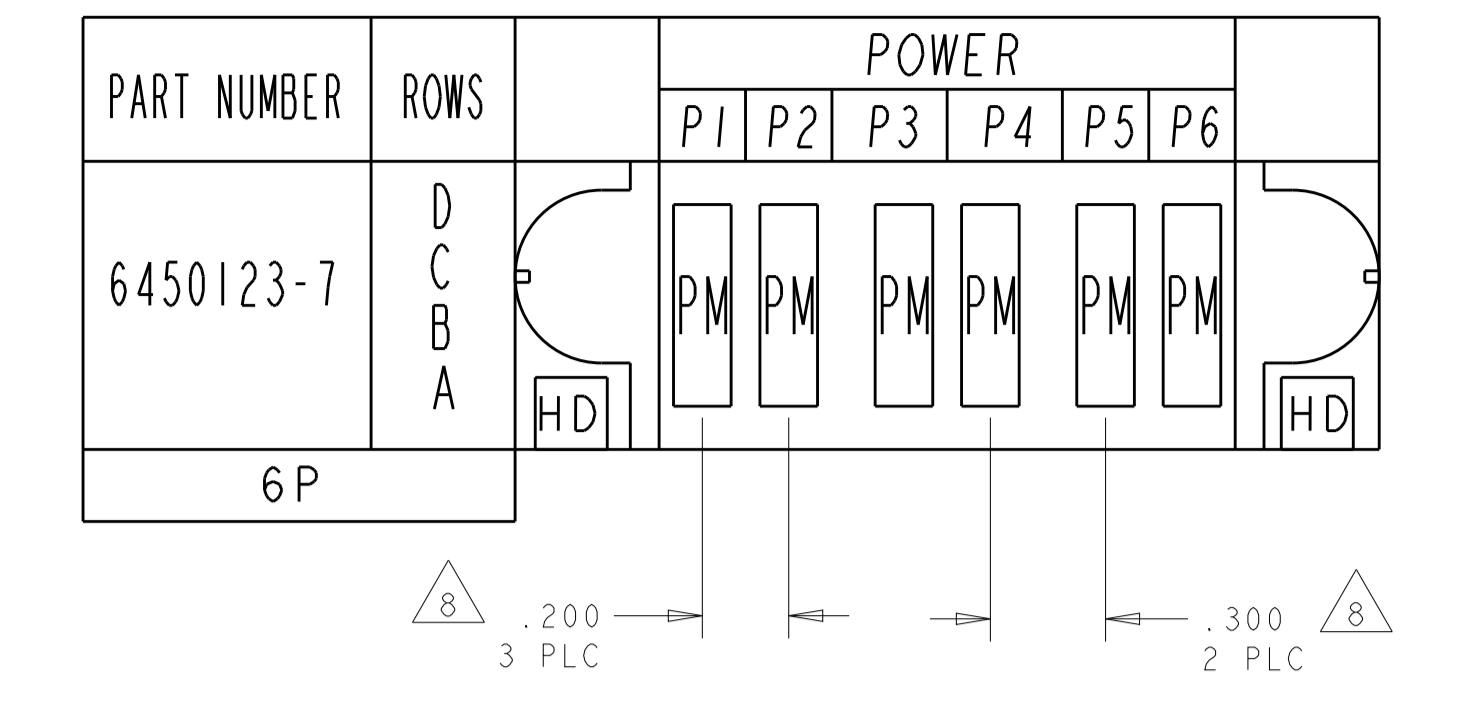 PART NUMBER ROWS POWER
P1 P2 P3 P4 P5 P6
6450123-7
D
C
B
A
PM PM PM PM PM PM
HD HD
6P
8 .200
3 PLC
.300 8
2 PLC